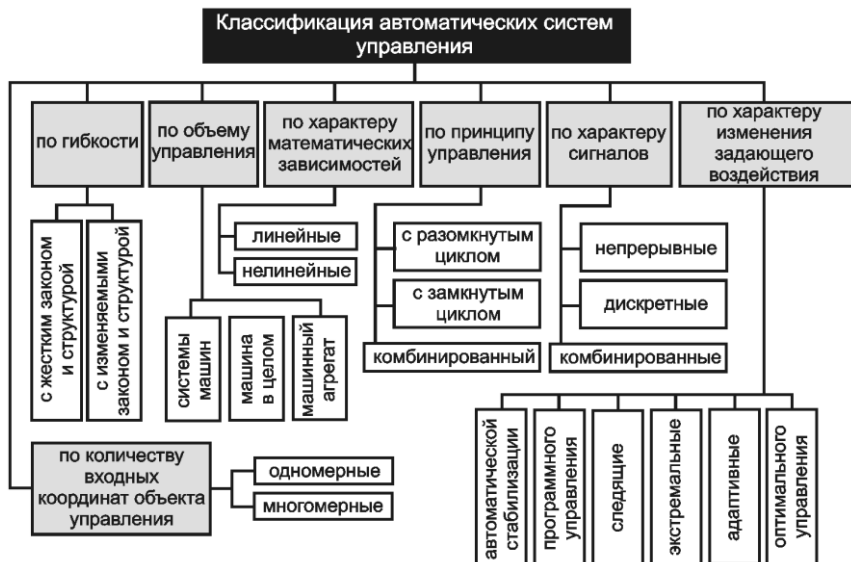 Классификация автоматических систем
управления
по гибкости
по объему
управления
по характеру
математических
зависимостей
по принципу
управления
по характеру
сигналов
по характеру
изменения
задающего
воздействия
с жестким законом
и структурой
с изменяемыми
законом и структурой
линейные
нелинейные
системы
машин
машина
в целом
машинный
агрегат
с разомкнутым
циклом
с замкнутым
циклом
комбинированный
непрерывные
дискретные
комбинированные
по количеству
входных
координат объекта
управления
одномерные
многомерные
автоматической
стабилизации
программного
управления
следящие
экстремальные
адаптивные
оптимального
управления